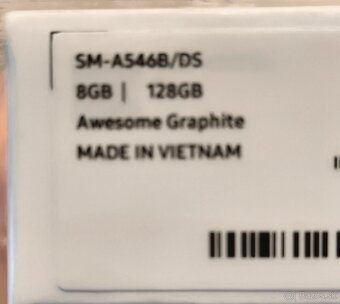 SM-A546B/DS
8GB | 128GB
Awesome Graphite
MADE IN VIETNAM